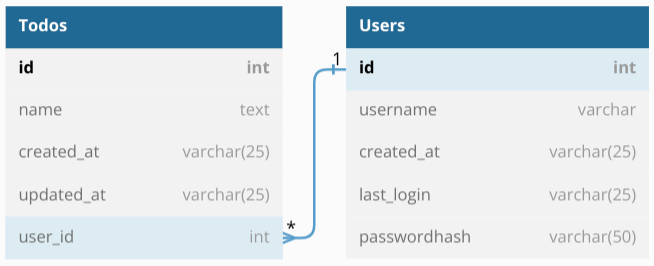 Todos
id int
name text
created_at varchar(25)
updated_at varchar(25)
user_id int
*
1
Users
id int
username varchar
created_at varchar(25)
last_login varchar(25)
passwordhash varchar(50)